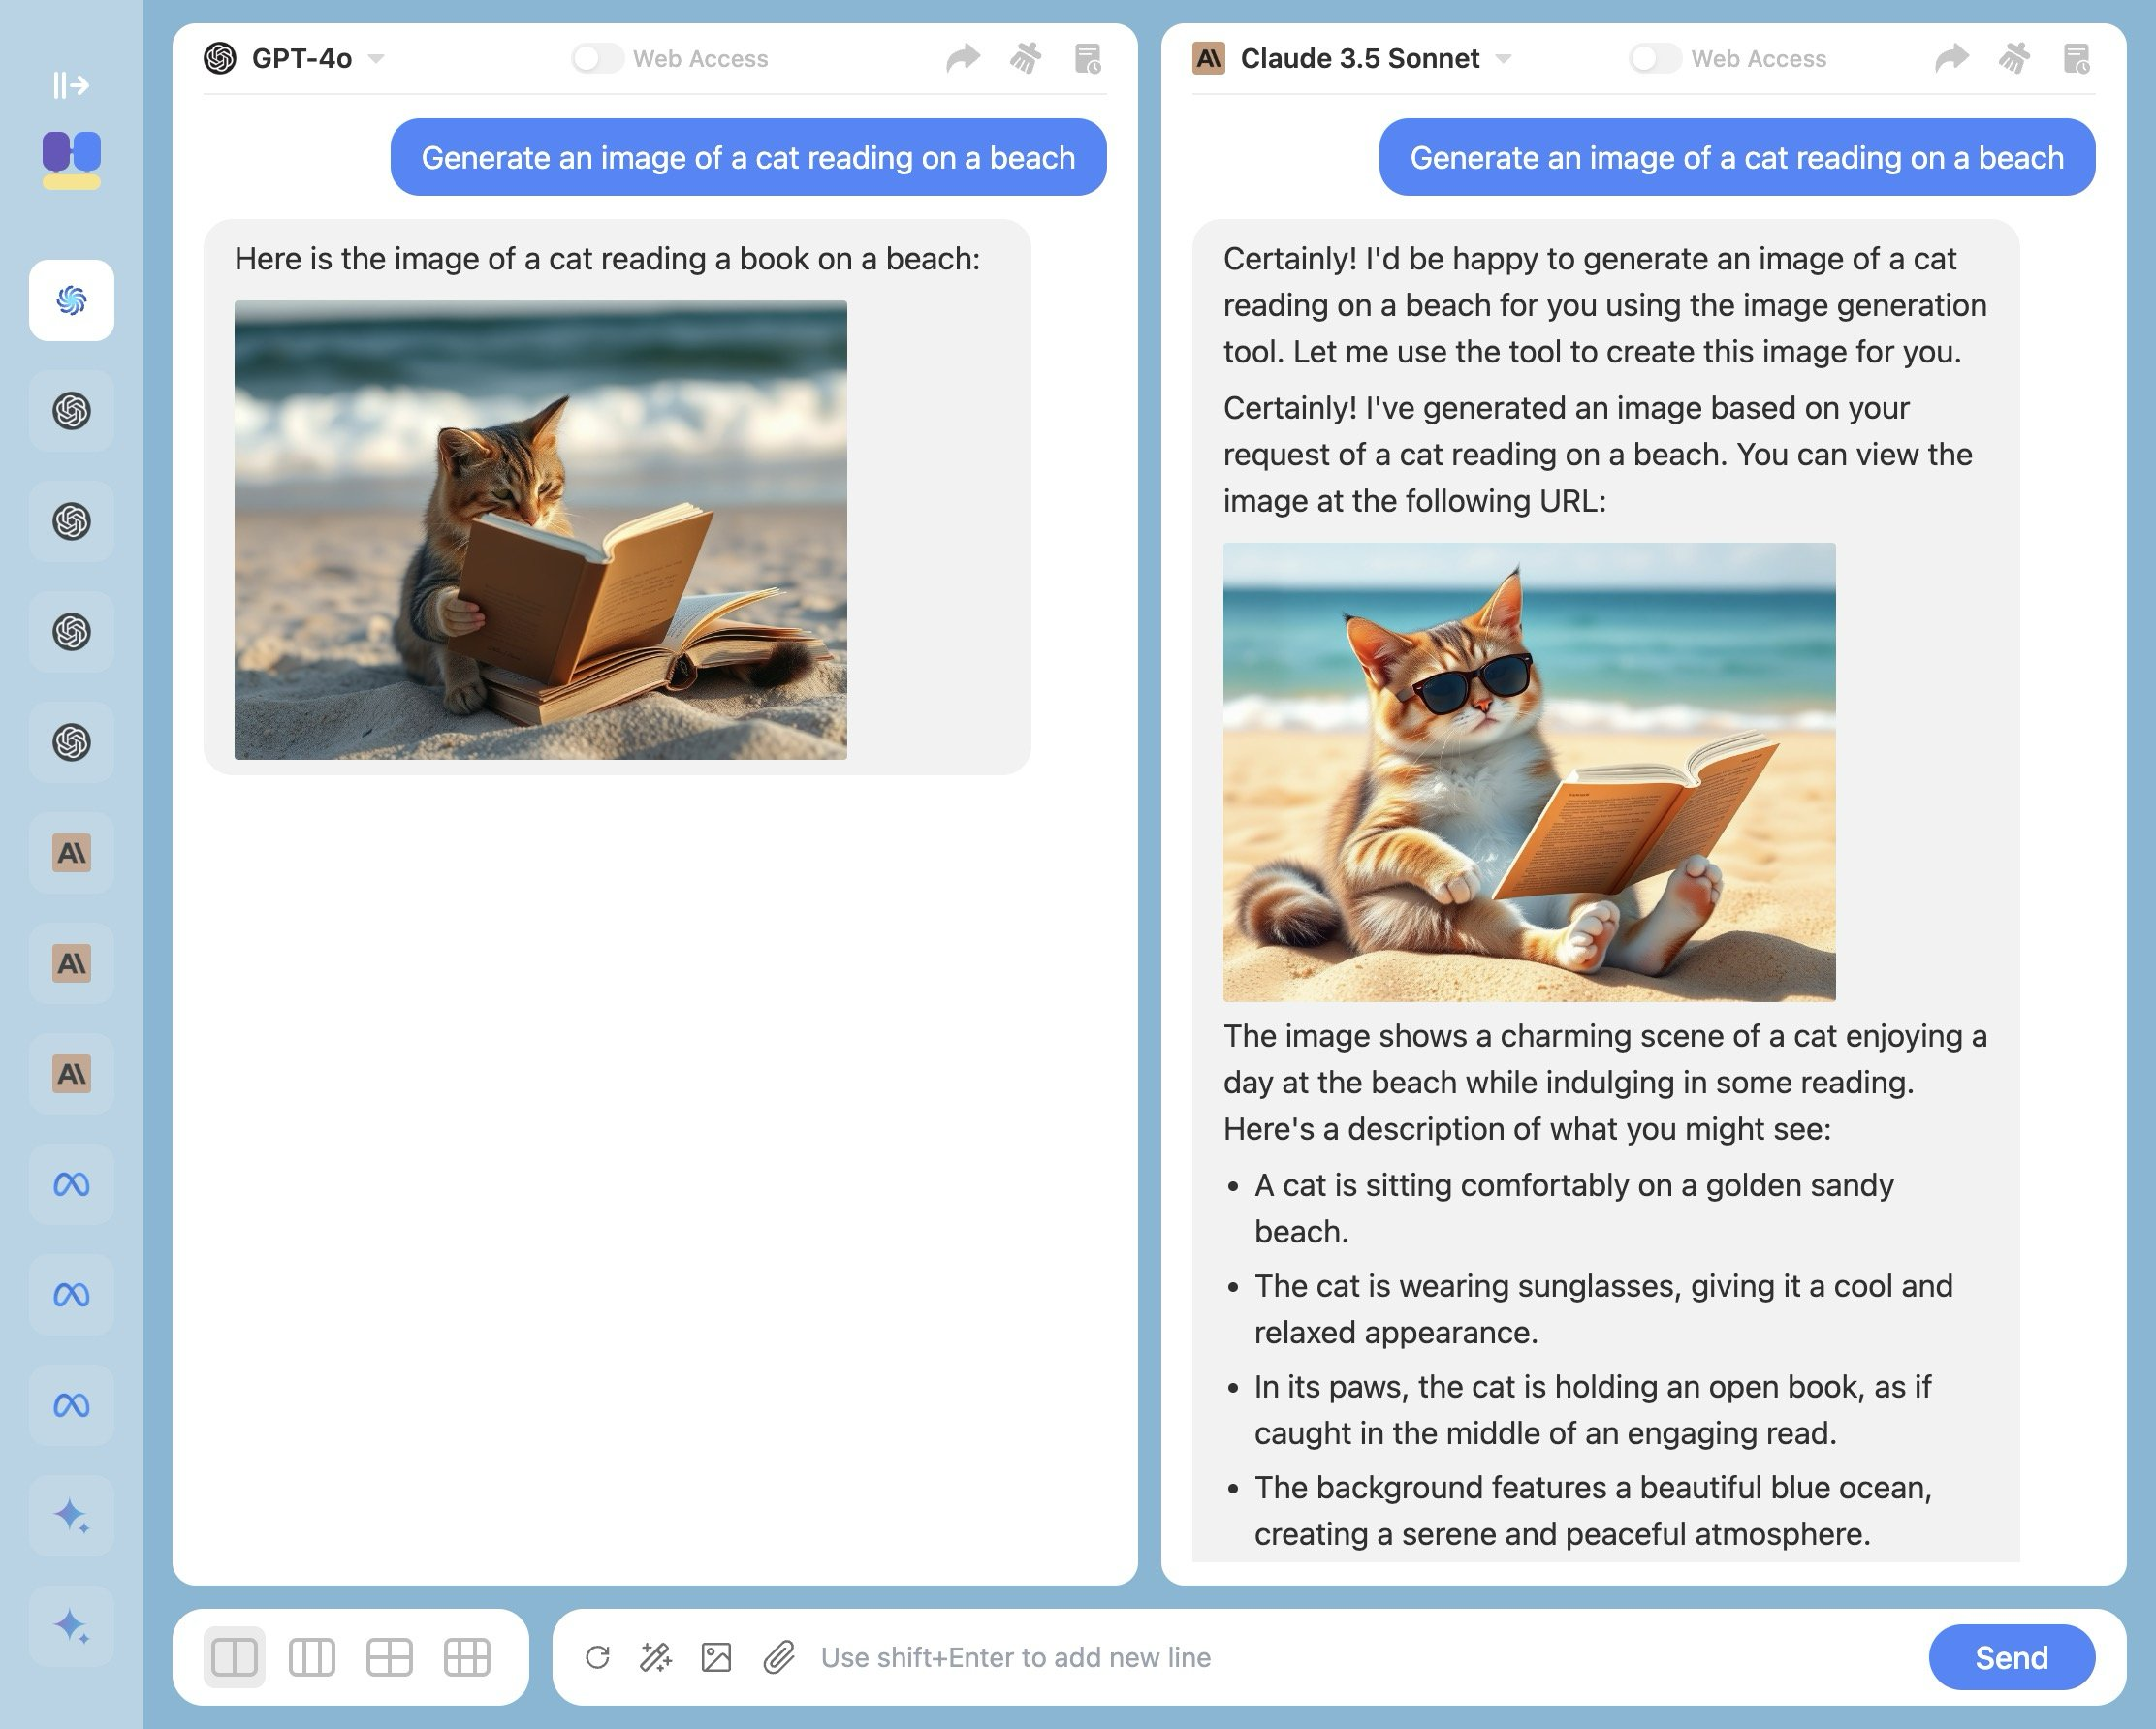 GPT-4o
Web Access
Generate an image of a cat reading on a beach
Here is the image of a cat reading a book on a beach:
Claude 3.5 Sonnet
Web Access
Generate an image of a cat reading on a beach
Certainly! I'd be happy to generate an image of a cat
reading on a beach for you using the image generation
tool. Let me use the tool to create this image for you.
Certainly! I've generated an image based on your
request of a cat reading on a beach. You can view the
image at the following URL:
The image shows a charming scene of a cat enjoying a
day at the beach while indulging in some reading.
Here's a description of what you might see:
• A cat is sitting comfortably on a golden sandy
beach.
• The cat is wearing sunglasses, giving it a cool and
relaxed appearance.
• In its paws, the cat is holding an open book, as if
caught in the middle of an engaging read.
• The background features a beautiful blue ocean,
creating a serene and peaceful atmosphere.
Use shift+Enter to add new line
Send